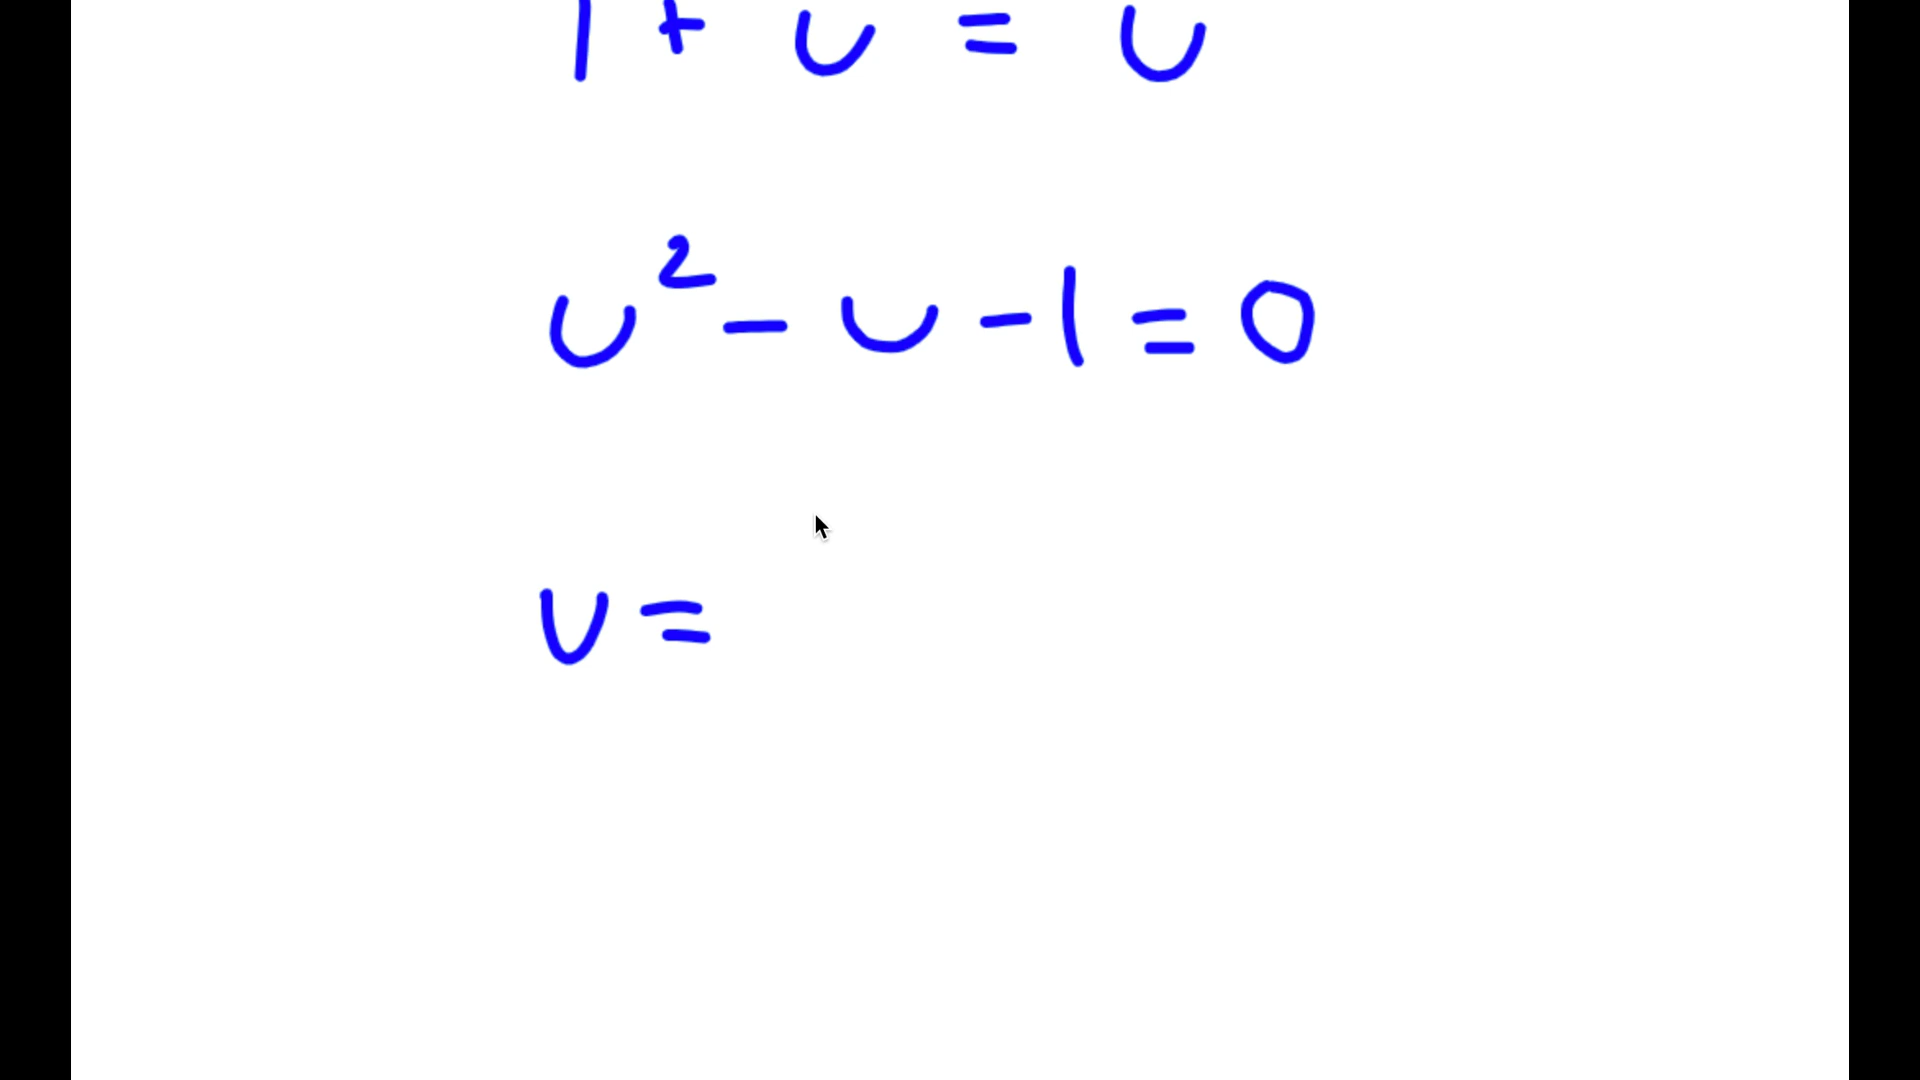 1 + u = u
u² - u - 1 = 0
u =